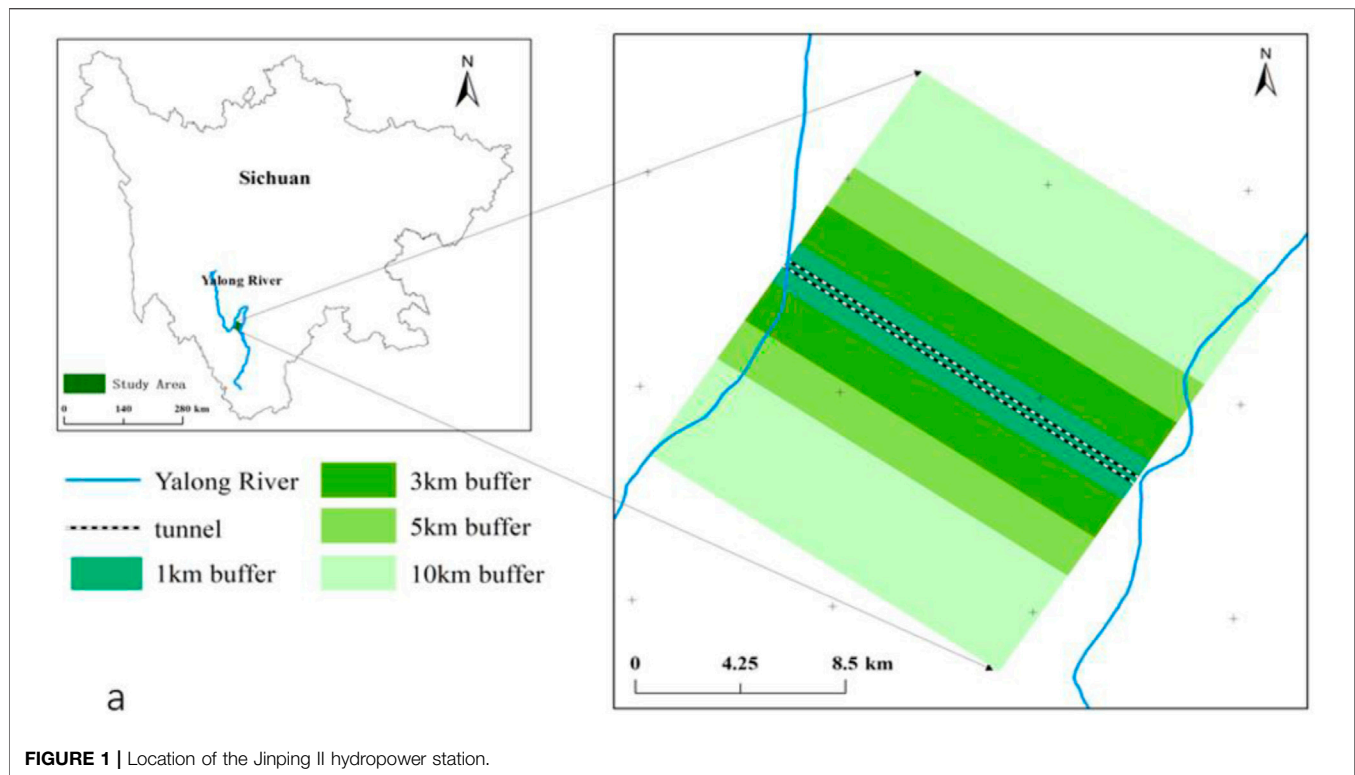 N
Sichuan
Yalong River
Study Area
0 140 280 km
Yalong River
tunnel
1km buffer
3km buffer
5km buffer
10km buffer
N
0 4.25 8.5 km
a
FIGURE 1 | Location of the Jinping II hydropower station.